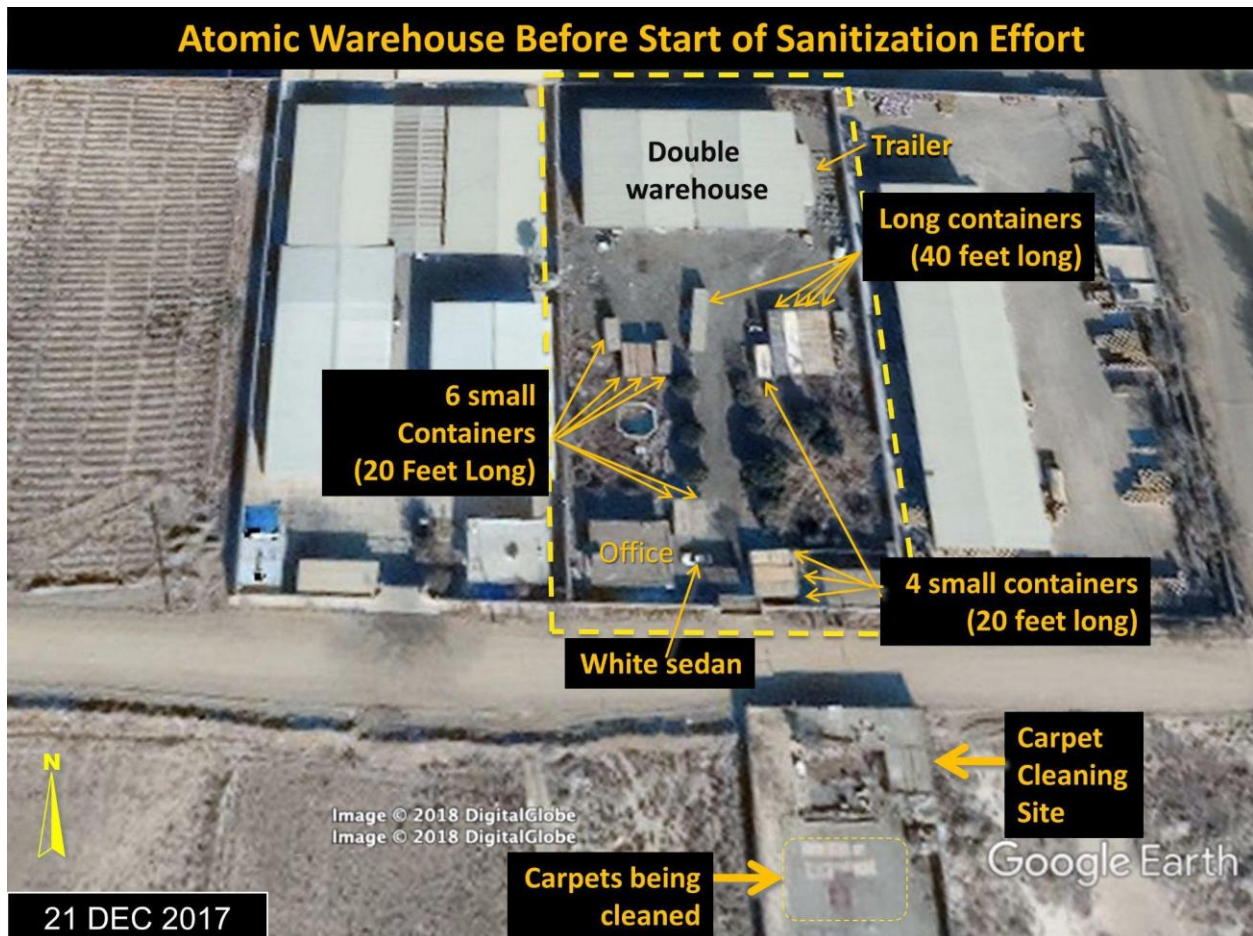 Atomic Warehouse Before Start of Sanitization Effort
Double
warehouse
Trailer
Long containers
(40 feet long)
6 small
Containers
(20 Feet Long)
Office
4 small containers
(20 feet long)
White sedan
N
Carpet
Cleaning
Site
Image © 2018 DigitalGlobe
Image © 2018 DigitalGlobe
Google Earth
Carpets being
cleaned
21 DEC 2017